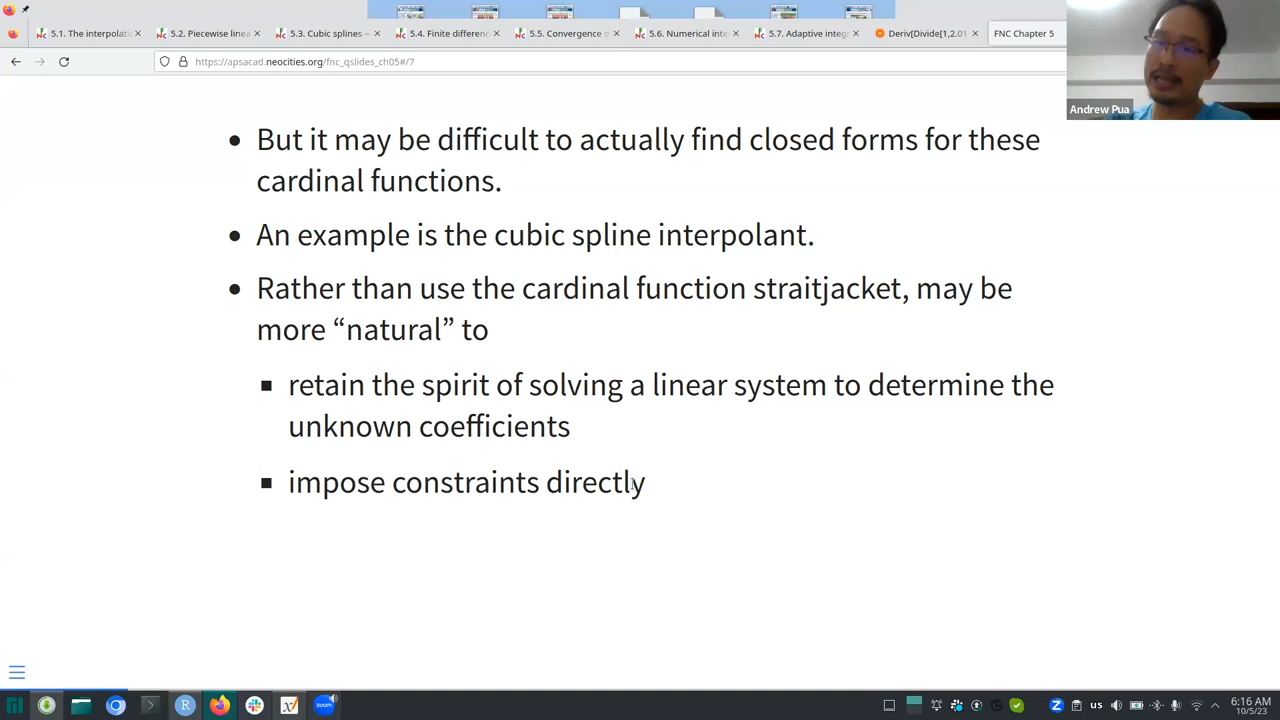 5.1. The interpolati
5.2. Piecewise linea
5.3. Cubic splines —
5.4. Finite differenc
5.5. Convergence o
5.6. Numerical inte
5.7. Adaptive integ
Deriv[Divide[1,2.01
FNC Chapter 5
https://apsacad.neocities.org/fnc_qslides_ch05#/7
Andrew Pua
• But it may be difficult to actually find closed forms for these
cardinal functions.
• An example is the cubic spline interpolant.
• Rather than use the cardinal function straitjacket, may be
more “natural” to
▪ retain the spirit of solving a linear system to determine the
unknown coefficients
▪ impose constraints directly
zoom
us
6:16 AM
10/5/23